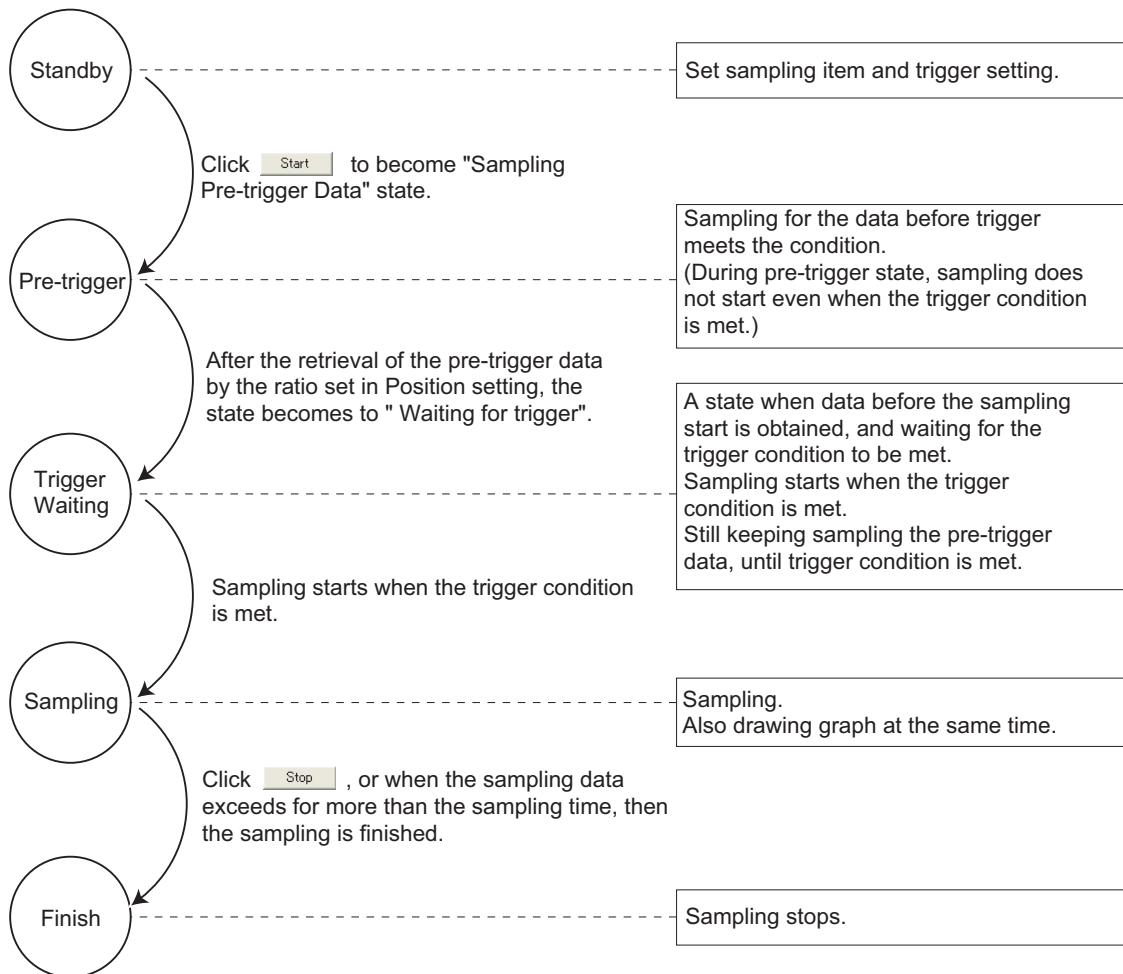 Standby
Set sampling item and trigger setting.
Click Start to become "Sampling
Pre-trigger Data" state.
Pre-trigger
Sampling for the data before trigger
meets the condition.
(During pre-trigger state, sampling does
not start even when the trigger condition
is met.)
After the retrieval of the pre-trigger data
by the ratio set in Position setting, the
state becomes to " Waiting for trigger".
Trigger
Waiting
A state when data before the sampling
start is obtained, and waiting for the
trigger condition to be met.
Sampling starts when the trigger
condition is met.
Still keeping sampling the pre-trigger
data, until trigger condition is met.
Sampling starts when the trigger condition
is met.
Sampling
Sampling.
Also drawing graph at the same time.
Click Stop , or when the sampling data
exceeds for more than the sampling time, then
the sampling is finished.
Finish
Sampling stops.